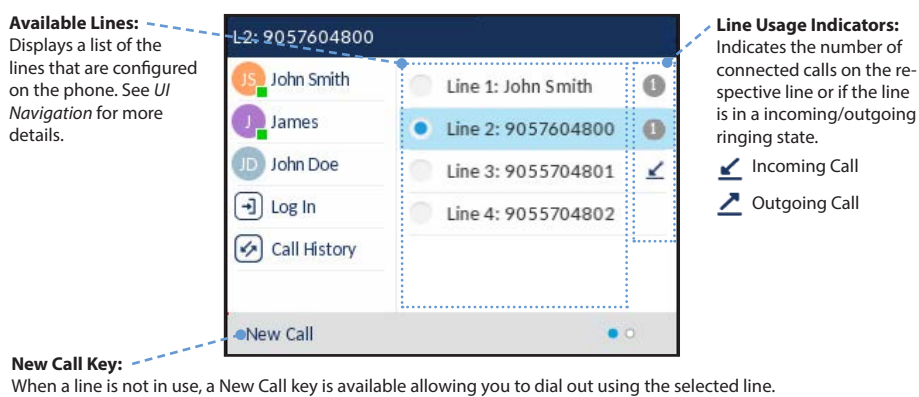 Available Lines:
Displays a list of the
lines that are configured
on the phone. See UI
Navigation for more
details.
L2: 9057604800
JS John Smith
J James
JD John Doe
Log In
Call History
Line 1: John Smith 1
Line 2: 9057604800 1
Line 3: 9055704801
Line 4: 9055704802
New Call
Line Usage Indicators:
Indicates the number of
connected calls on the re-
spective line or if the line
is in a incoming/outgoing
ringing state.
Incoming Call
Outgoing Call
New Call Key:
When a line is not in use, a New Call key is available allowing you to dial out using the selected line.